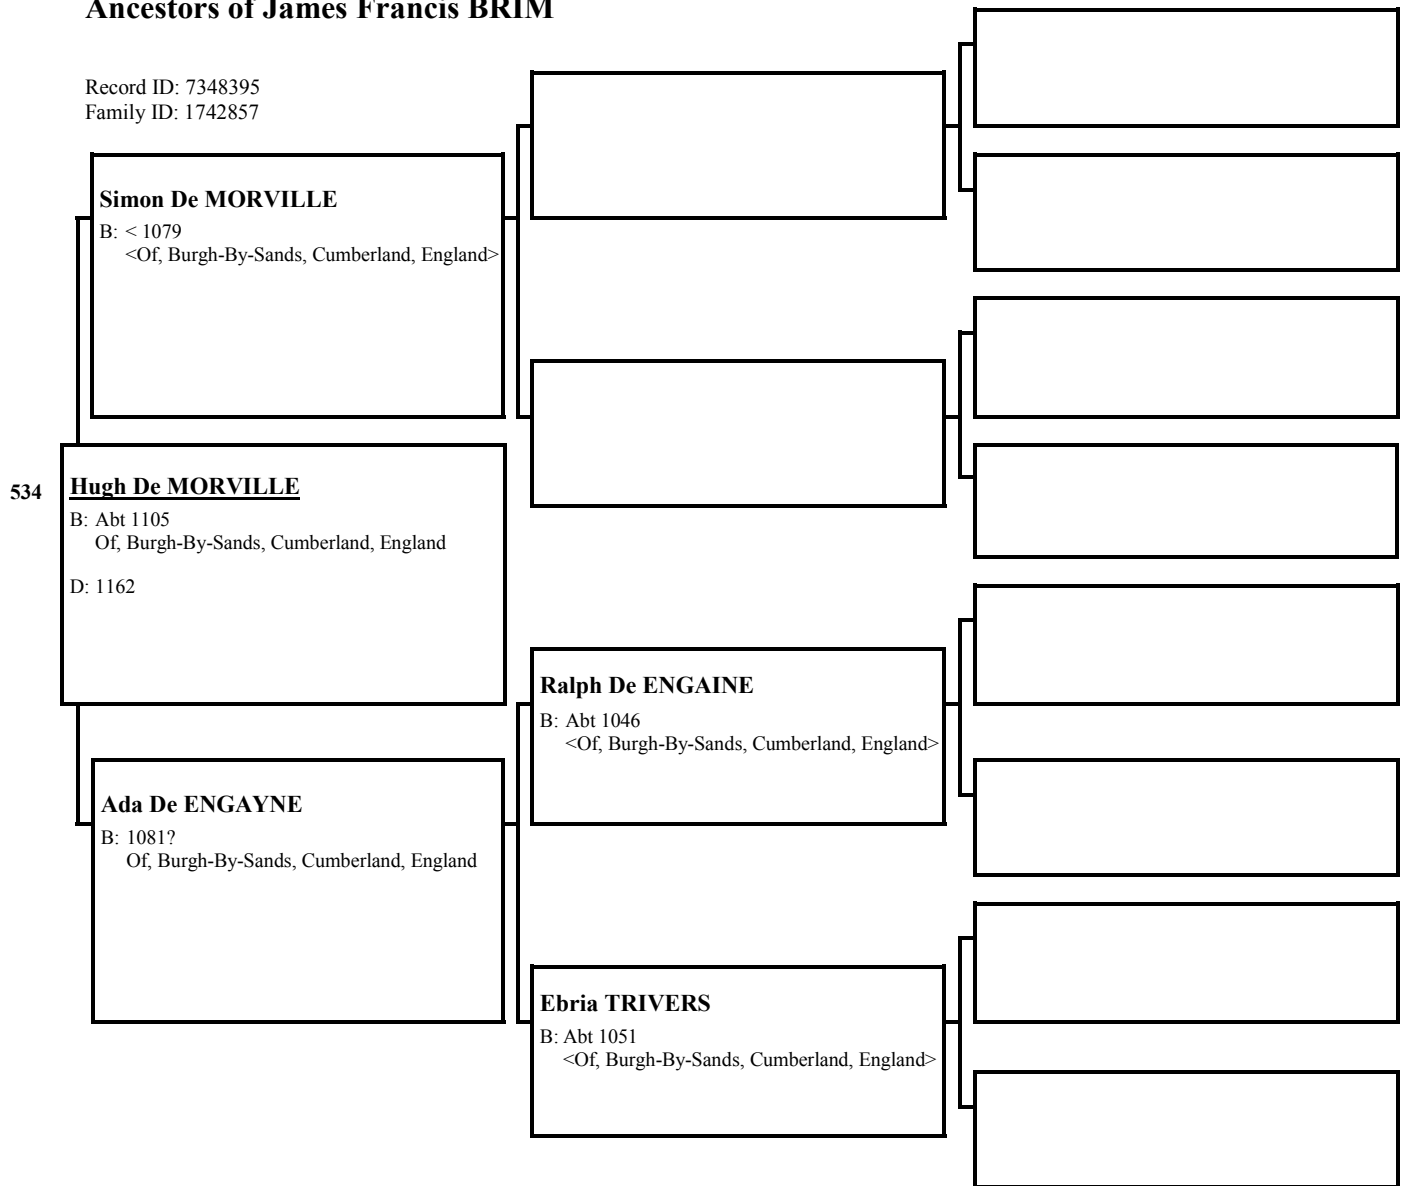 Ancestors of James Francis BRIM
Record ID: 7348395
Family ID: 1742857
Simon De MORVILLE
B: < 1079
<Of, Burgh-By-Sands, Cumberland, England>
534
Hugh De MORVILLE
B: Abt 1105
Of, Burgh-By-Sands, Cumberland, England
D: 1162
Ralph De ENGAINE
B: Abt 1046
<Of, Burgh-By-Sands, Cumberland, England>
Ada De ENGAYNE
B: 1081?
Of, Burgh-By-Sands, Cumberland, England
Ebria TRIVERS
B: Abt 1051
<Of, Burgh-By-Sands, Cumberland, England>